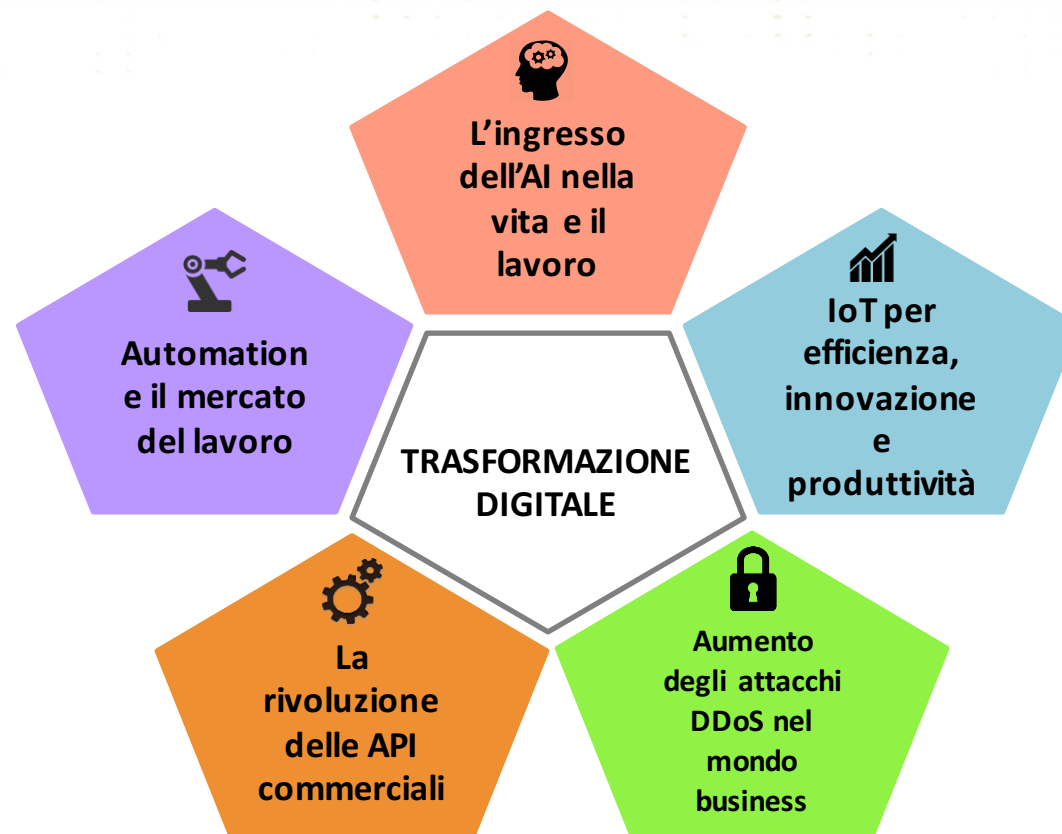 L’ingresso
dell’AI nella
vita e il
lavoro
Automation
e il mercato
del lavoro
IoT per
efficienza,
innovazione
e
produttività
TRASFORMAZIONE
DIGITALE
La
rivoluzione
delle API
commerciali
Aumento
degli attacchi
DDoS nel
mondo
business